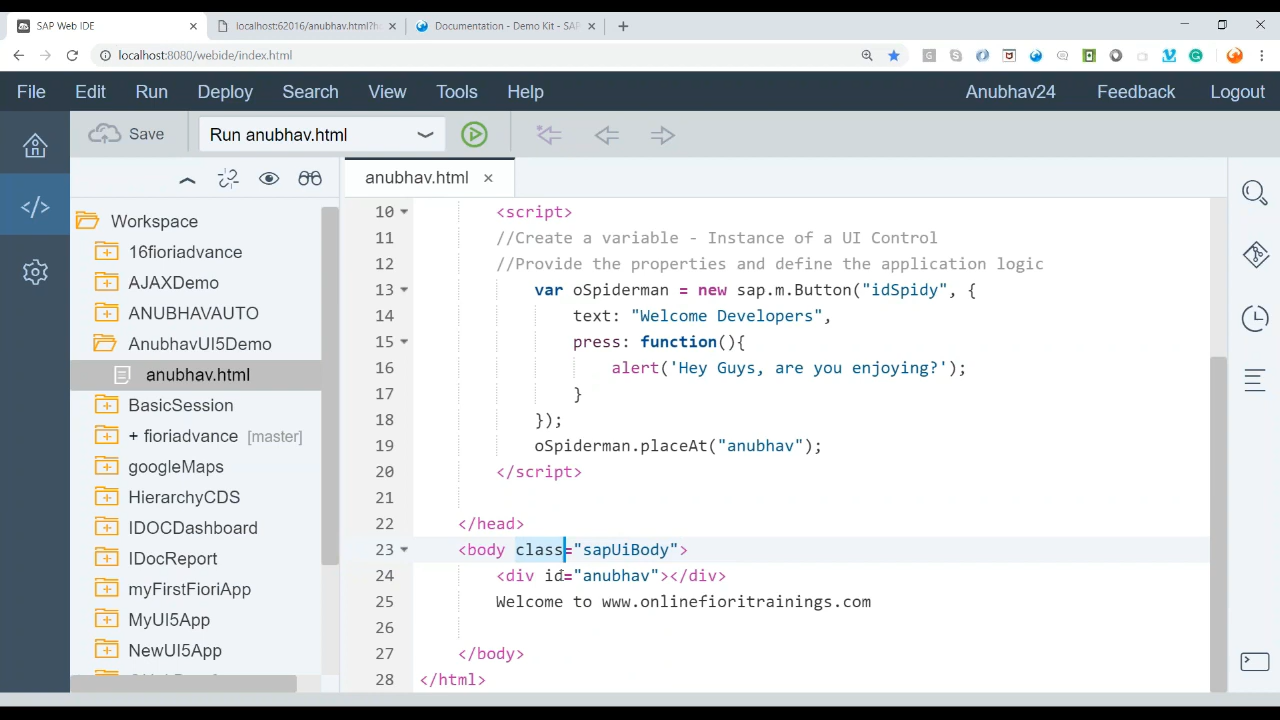 SAP Web IDE
localhost:62016/anubhav.html?h
Documentation - Demo Kit - SAP
localhost:8080/webide/index.html
File Edit Run Deploy Search View Tools Help Anubhav24 Feedback Logout
Save Run anubhav.html
anubhav.html
Workspace
16fioriadvance
AJAXDemo
ANUBHAVAUTO
AnubhavUI5Demo
anubhav.html
BasicSession
+ fioriadvance [master]
googleMaps
HierarchyCDS
IDOCDashboard
IDocReport
myFirstFioriApp
MyUI5App
NewUI5App
10 <script>
11 //Create a variable - Instance of a UI Control
12 //Provide the properties and define the application logic
13 var oSpiderman = new sap.m.Button("idSpidy", {
14 text: "Welcome Developers",
15 press: function(){
16 alert('Hey Guys, are you enjoying?');
17 }
18 });
19 oSpiderman.placeAt("anubhav");
20 </script>
21
22 </head>
23 <body class="sapUiBody">
24 <div id="anubhav"></div>
25 Welcome to www.onlinefioritrainings.com
26
27 </body>
28 </html>